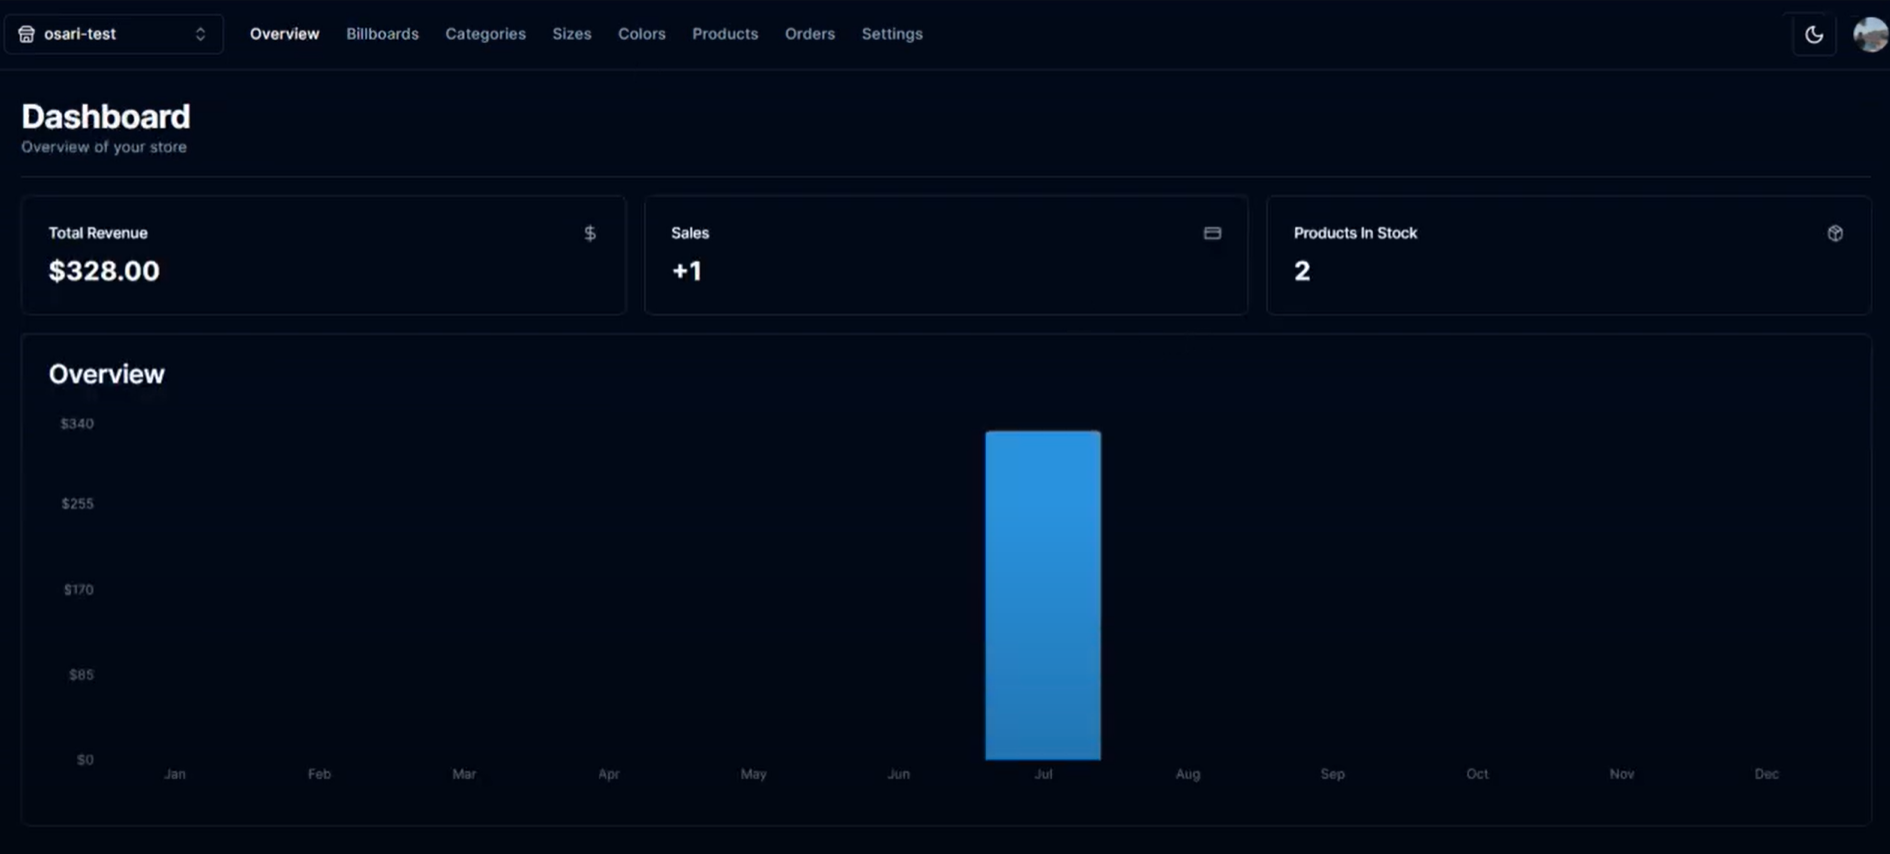 osari-test Overview Billboards Categories Sizes Colors Products Orders Settings
Dashboard
Overview of your store
Total Revenue $
$328.00
Sales
+1
Products In Stock
2
Overview
$340
$255
$170
$85
$0
Jan Feb Mar Apr May Jun Jul Aug Sep Oct Nov Dec